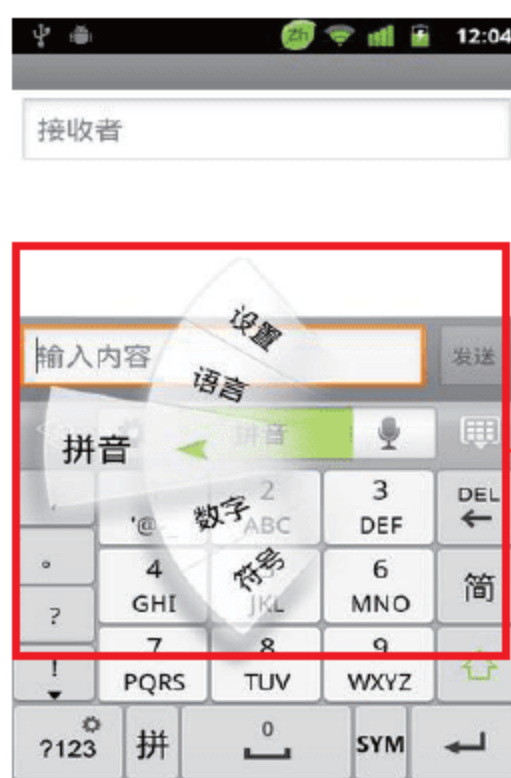 Zh 12:04
接收者
设置
输入内容 发送
语言
拼音
拼音
数字
符号
, '@-_ 2 ABC 3 DEF DEL
。 4 GHI JKL 6 MNO 简
?
! 7 PQRS 8 TUV 9 WXYZ
?123 拼 0 SYM